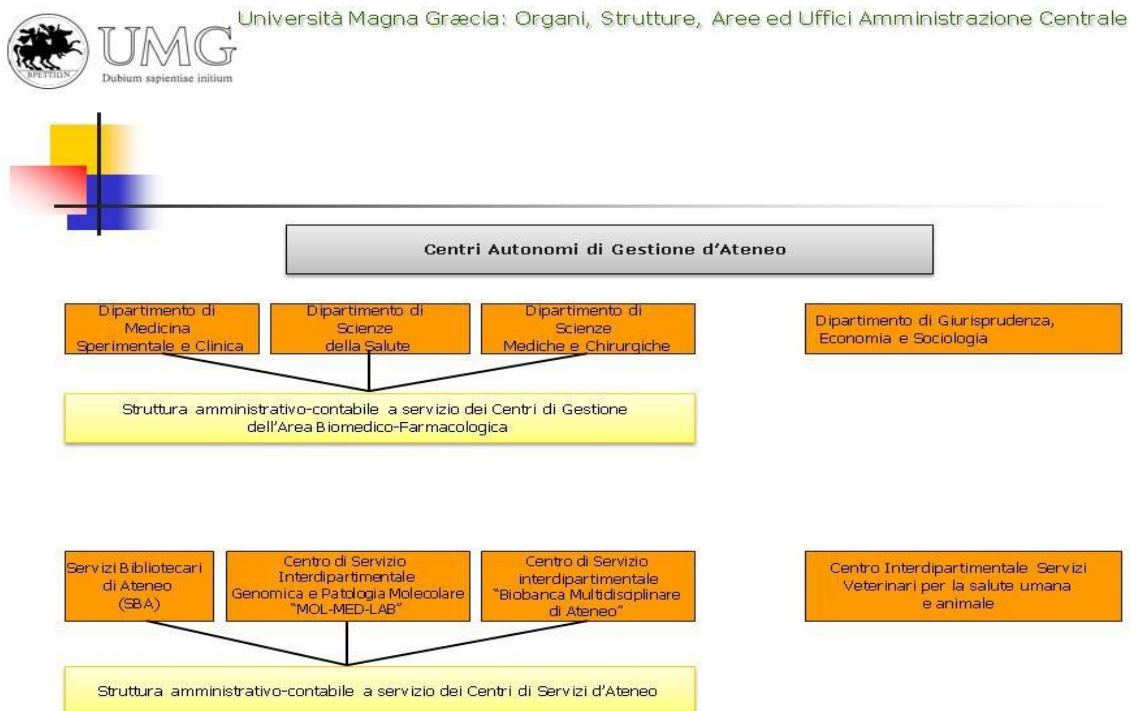 Università Magna Græcia: Organi, Strutture, Aree ed Uffici Amministrazione Centrale
UMG
Dubium sapientiae initium
BPETTIΩN
Centri Autonomi di Gestione d'Ateneo
Dipartimento di
Medicina
Sperimentale e Clinica
Dipartimento di
Scienze
della Salute
Dipartimento di
Scienze
Mediche e Chirurgiche
Dipartimento di Giurisprudenza,
Economia e Sociologia
Struttura amministrativo-contabile a servizio dei Centri di Gestione
dell'Area Biomedico-Farmacologica
Servizi Bibliotecari
di Ateneo
(SBA)
Centro di Servizio
Interdipartimentale
Genomica e Patologia Molecolare
"MOL-MED-LAB"
Centro di Servizio
interdipartimentale
"Biobanca Multidisciplinare
di Ateneo"
Centro Interdipartimentale Servizi
Veterinari per la salute umana
e animale
Struttura amministrativo-contabile a servizio dei Centri di Servizi d'Ateneo